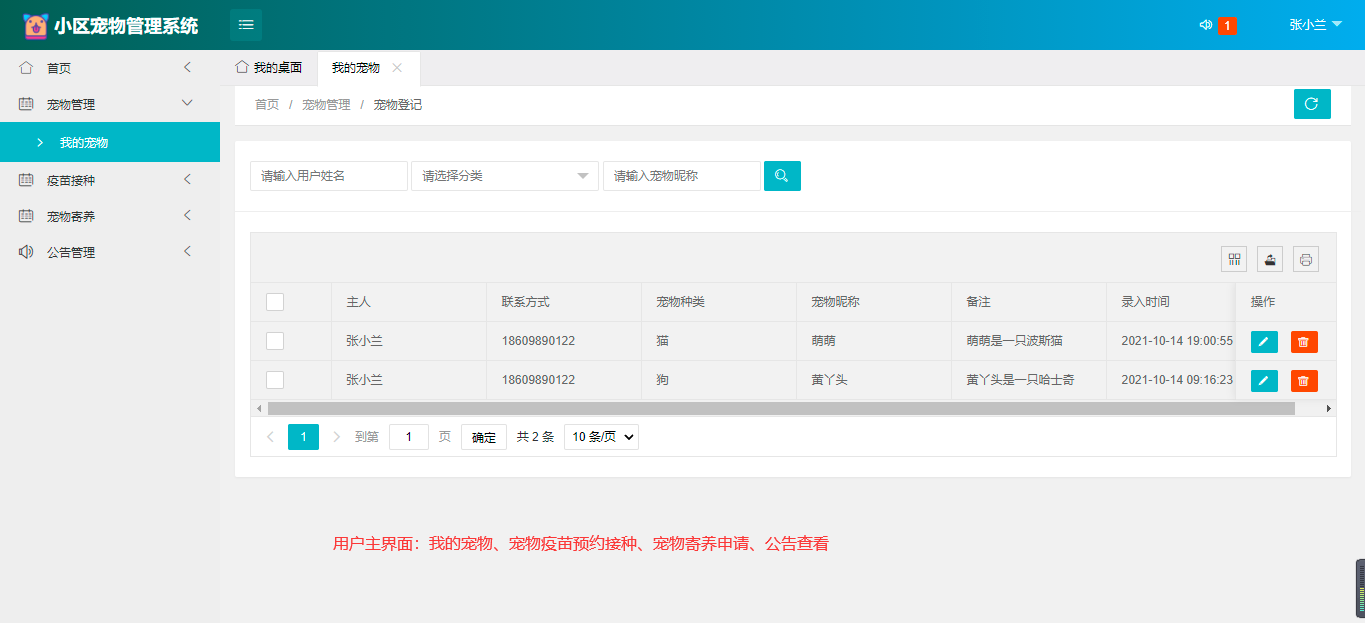 小区宠物管理系统
1
张小兰
首页
宠物管理
我的宠物
疫苗接种
宠物寄养
公告管理
我的桌面 我的宠物
首页 / 宠物管理 / 宠物登记
请输入用户姓名 请选择分类 请输入宠物昵称
主人 联系方式 宠物种类 宠物昵称 备注 录入时间 操作
张小兰 18609890122 猫 萌萌 萌萌是一只波斯猫 2021-10-14 19:00:55
张小兰 18609890122 狗 黄丫头 黄丫头是一只哈士奇 2021-10-14 09:16:23
1 到第 1 页 确定 共 2 条 10 条/页
用户主界面：我的宠物、宠物疫苗预约接种、宠物寄养申请、公告查看